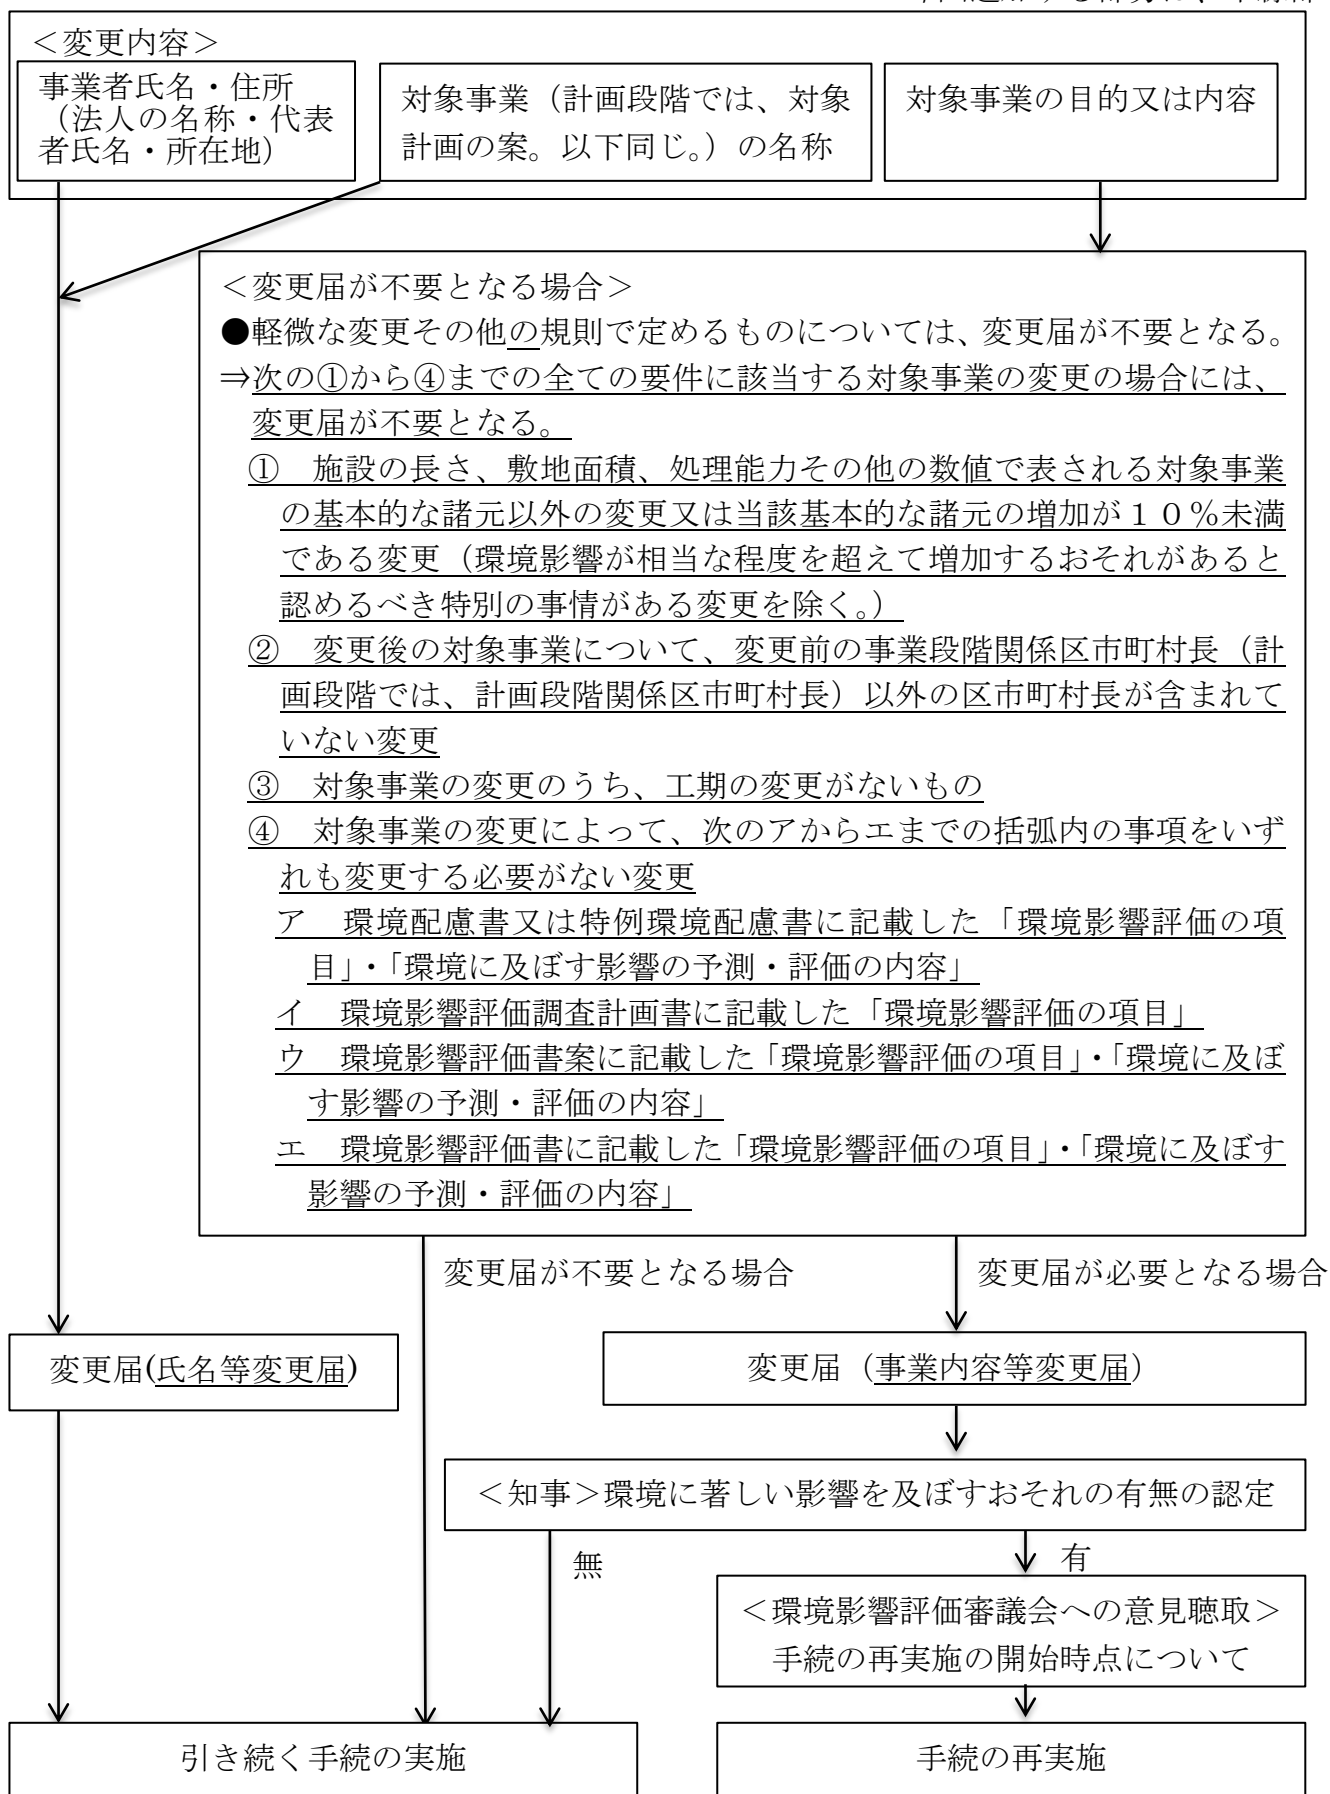 ＜変更内容＞
事業者氏名・住所
（法人の名称・代表
者氏名・所在地）
対象事業（計画段階では、対象
計画の案。以下同じ。）の名称
対象事業の目的又は内容
＜変更届が不要となる場合＞
●軽微な変更その他の規則で定めるものについては、変更届が不要となる。
⇒次の①から④までの全ての要件に該当する対象事業の変更の場合には、
変更届が不要となる。
①　施設の長さ、敷地面積、処理能力その他の数値で表される対象事業
の基本的な諸元以外の変更又は当該基本的な諸元の増加が１０％未満
である変更（環境影響が相当な程度を超えて増加するおそれがあると
認めるべき特別の事情がある変更を除く。）
②　変更後の対象事業について、変更前の事業段階関係区市町村長（計
画段階では、計画段階関係区市町村長）以外の区市町村長が含まれて
いない変更
③　対象事業の変更のうち、工期の変更がないもの
④　対象事業の変更によって、次のアからエまでの括弧内の事項をいず
れも変更する必要がない変更
ア　環境配慮書又は特例環境配慮書に記載した「環境影響評価の項
目」・「環境に及ぼす影響の予測・評価の内容」
イ　環境影響評価調査計画書に記載した「環境影響評価の項目」
ウ　環境影響評価書案に記載した「環境影響評価の項目」・「環境に及ぼ
す影響の予測・評価の内容」
エ　環境影響評価書に記載した「環境影響評価の項目」・「環境に及ぼす
影響の予測・評価の内容」
変更届が不要となる場合
変更届が必要となる場合
変更届(氏名等変更届)
変更届（事業内容等変更届）
＜知事＞環境に著しい影響を及ぼすおそれの有無の認定
無
有
＜環境影響評価審議会への意見聴取＞
手続の再実施の開始時点について
引き続く手続の実施
手続の再実施